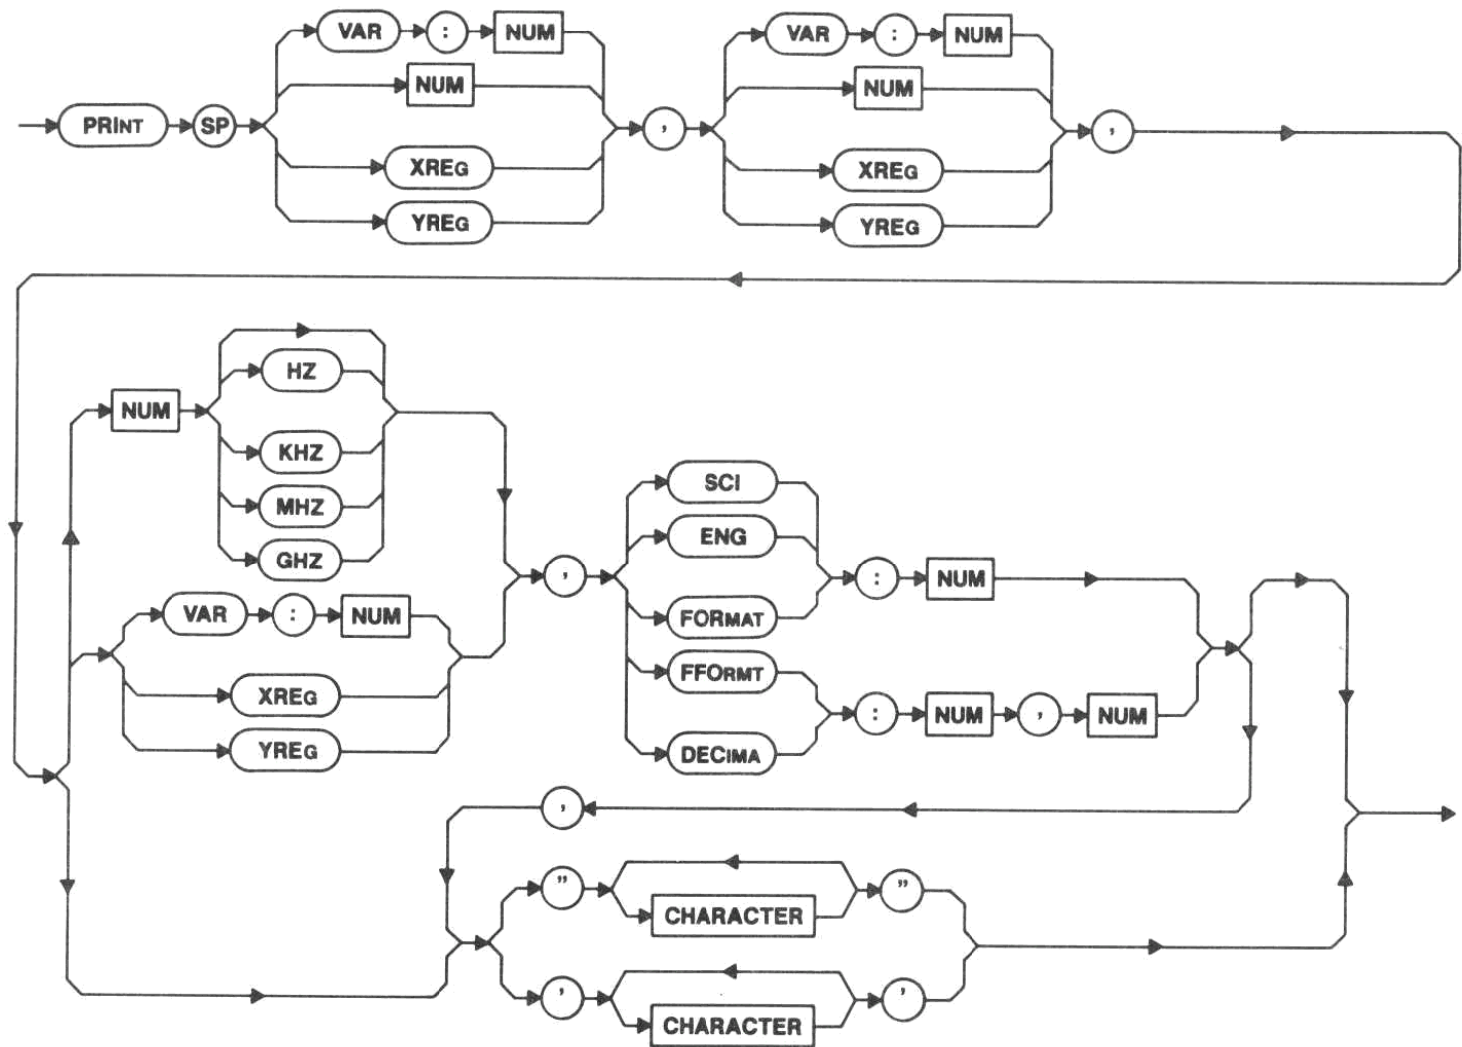 VAR : NUM VAR : NUM
NUM NUM
PRINT SP , ,
XREG XREG
YREG YREG
HZ
NUM
KHZ
SCI
MHZ
ENG
GHZ
, : NUM
VAR : NUM FORMAT
FFORMT
XREG
: NUM , NUM
YREG DECIMA
,
" CHARACTER "
' CHARACTER '